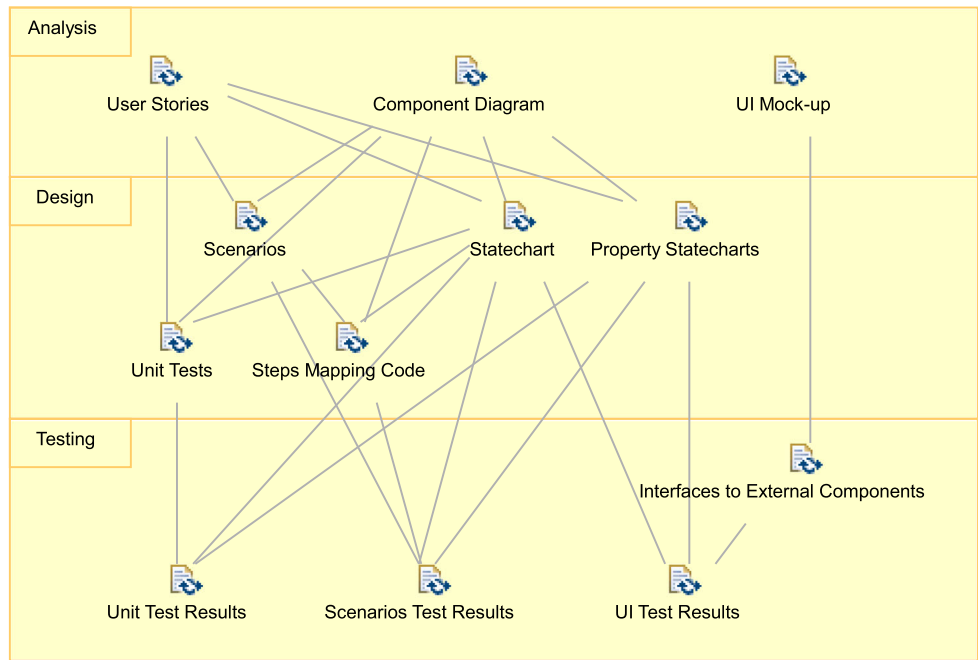 Analysis
User Stories
Component Diagram
UI Mock-up
Design
Scenarios
Statechart
Property Statecharts
Unit Tests
Steps Mapping Code
Testing
Interfaces to External Components
Unit Test Results
Scenarios Test Results
UI Test Results